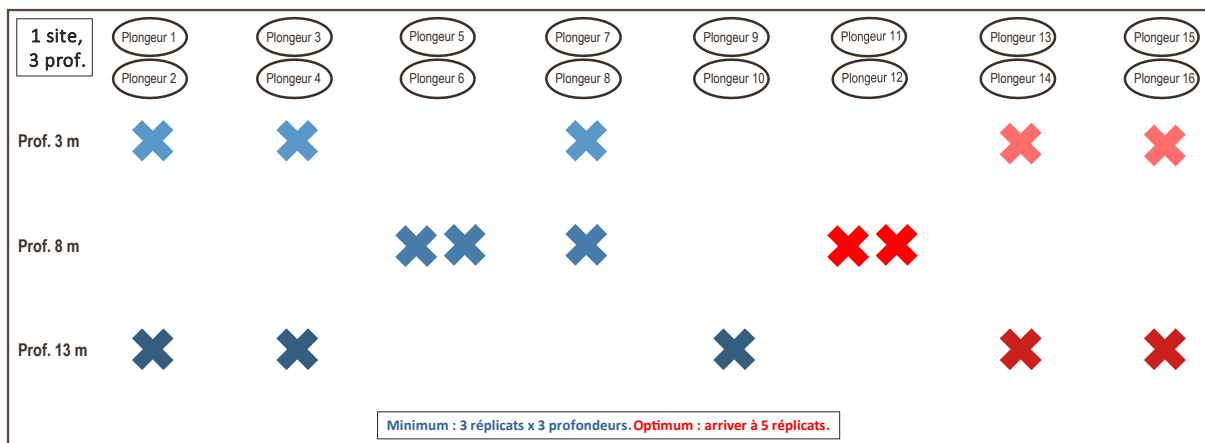 1 site,
3 prof.
Plongeur 1
Plongeur 3
Plongeur 5
Plongeur 7
Plongeur 9
Plongeur 11
Plongeur 13
Plongeur 15
Plongeur 2
Plongeur 4
Plongeur 6
Plongeur 8
Plongeur 10
Plongeur 12
Plongeur 14
Plongeur 16
Prof. 3 m
Prof. 8 m
Prof. 13 m
Minimum : 3 réplicats x 3 profondeurs. Optimum : arriver à 5 réplicats.